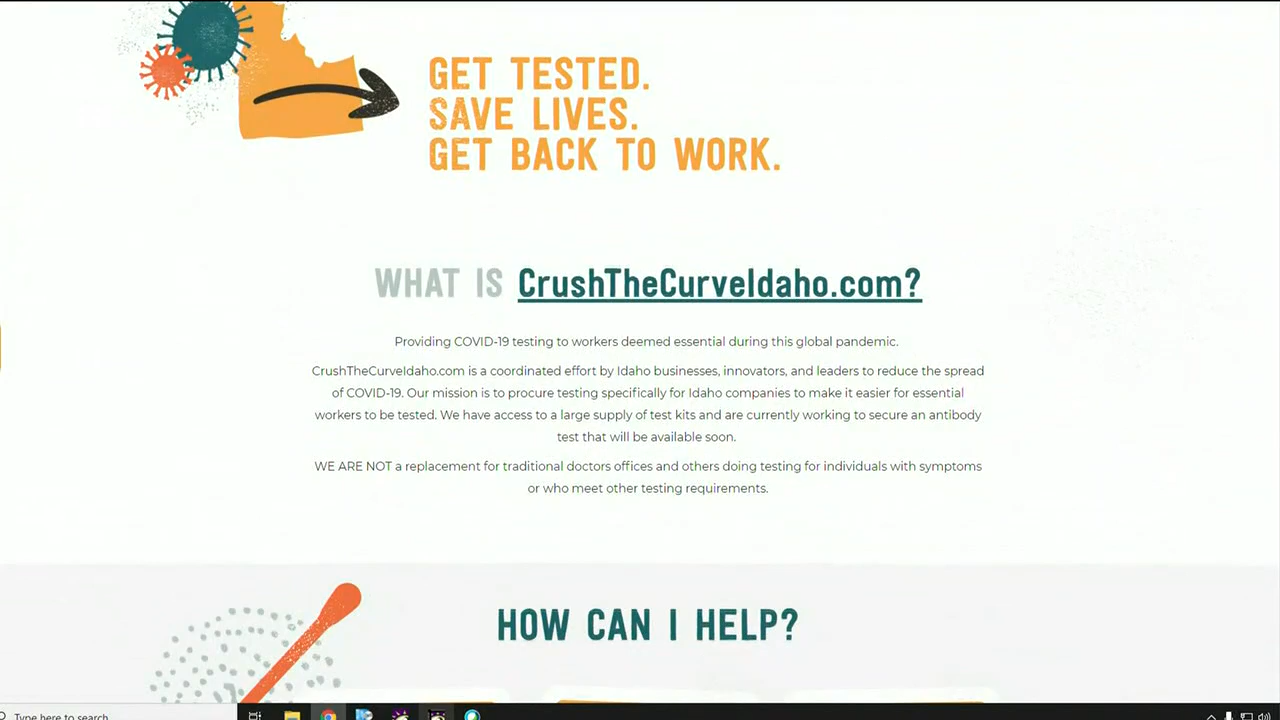 GET TESTED.
SAVE LIVES.
GET BACK TO WORK.
WHAT IS CrushTheCurveIdaho.com?
Providing COVID-19 testing to workers deemed essential during this global pandemic.
CrushTheCurveIdaho.com is a coordinated effort by Idaho businesses, innovators, and leaders to reduce the spread
of COVID-19. Our mission is to procure testing specifically for Idaho companies to make it easier for essential
workers to be tested. We have access to a large supply of test kits and are currently working to secure an antibody
test that will be available soon.
WE ARE NOT a replacement for traditional doctors offices and others doing testing for individuals with symptoms
or who meet other testing requirements.
HOW CAN I HELP?
Type here to search